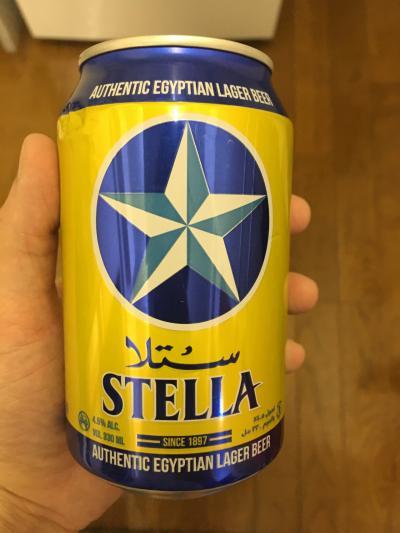 AUTHENTIC EGYPTIAN LAGER BEER
ستلا
STELLA
4.5% ALC.
VOL. 330 ML
SINCE 1897
AUTHENTIC EGYPTIAN LAGER BEER